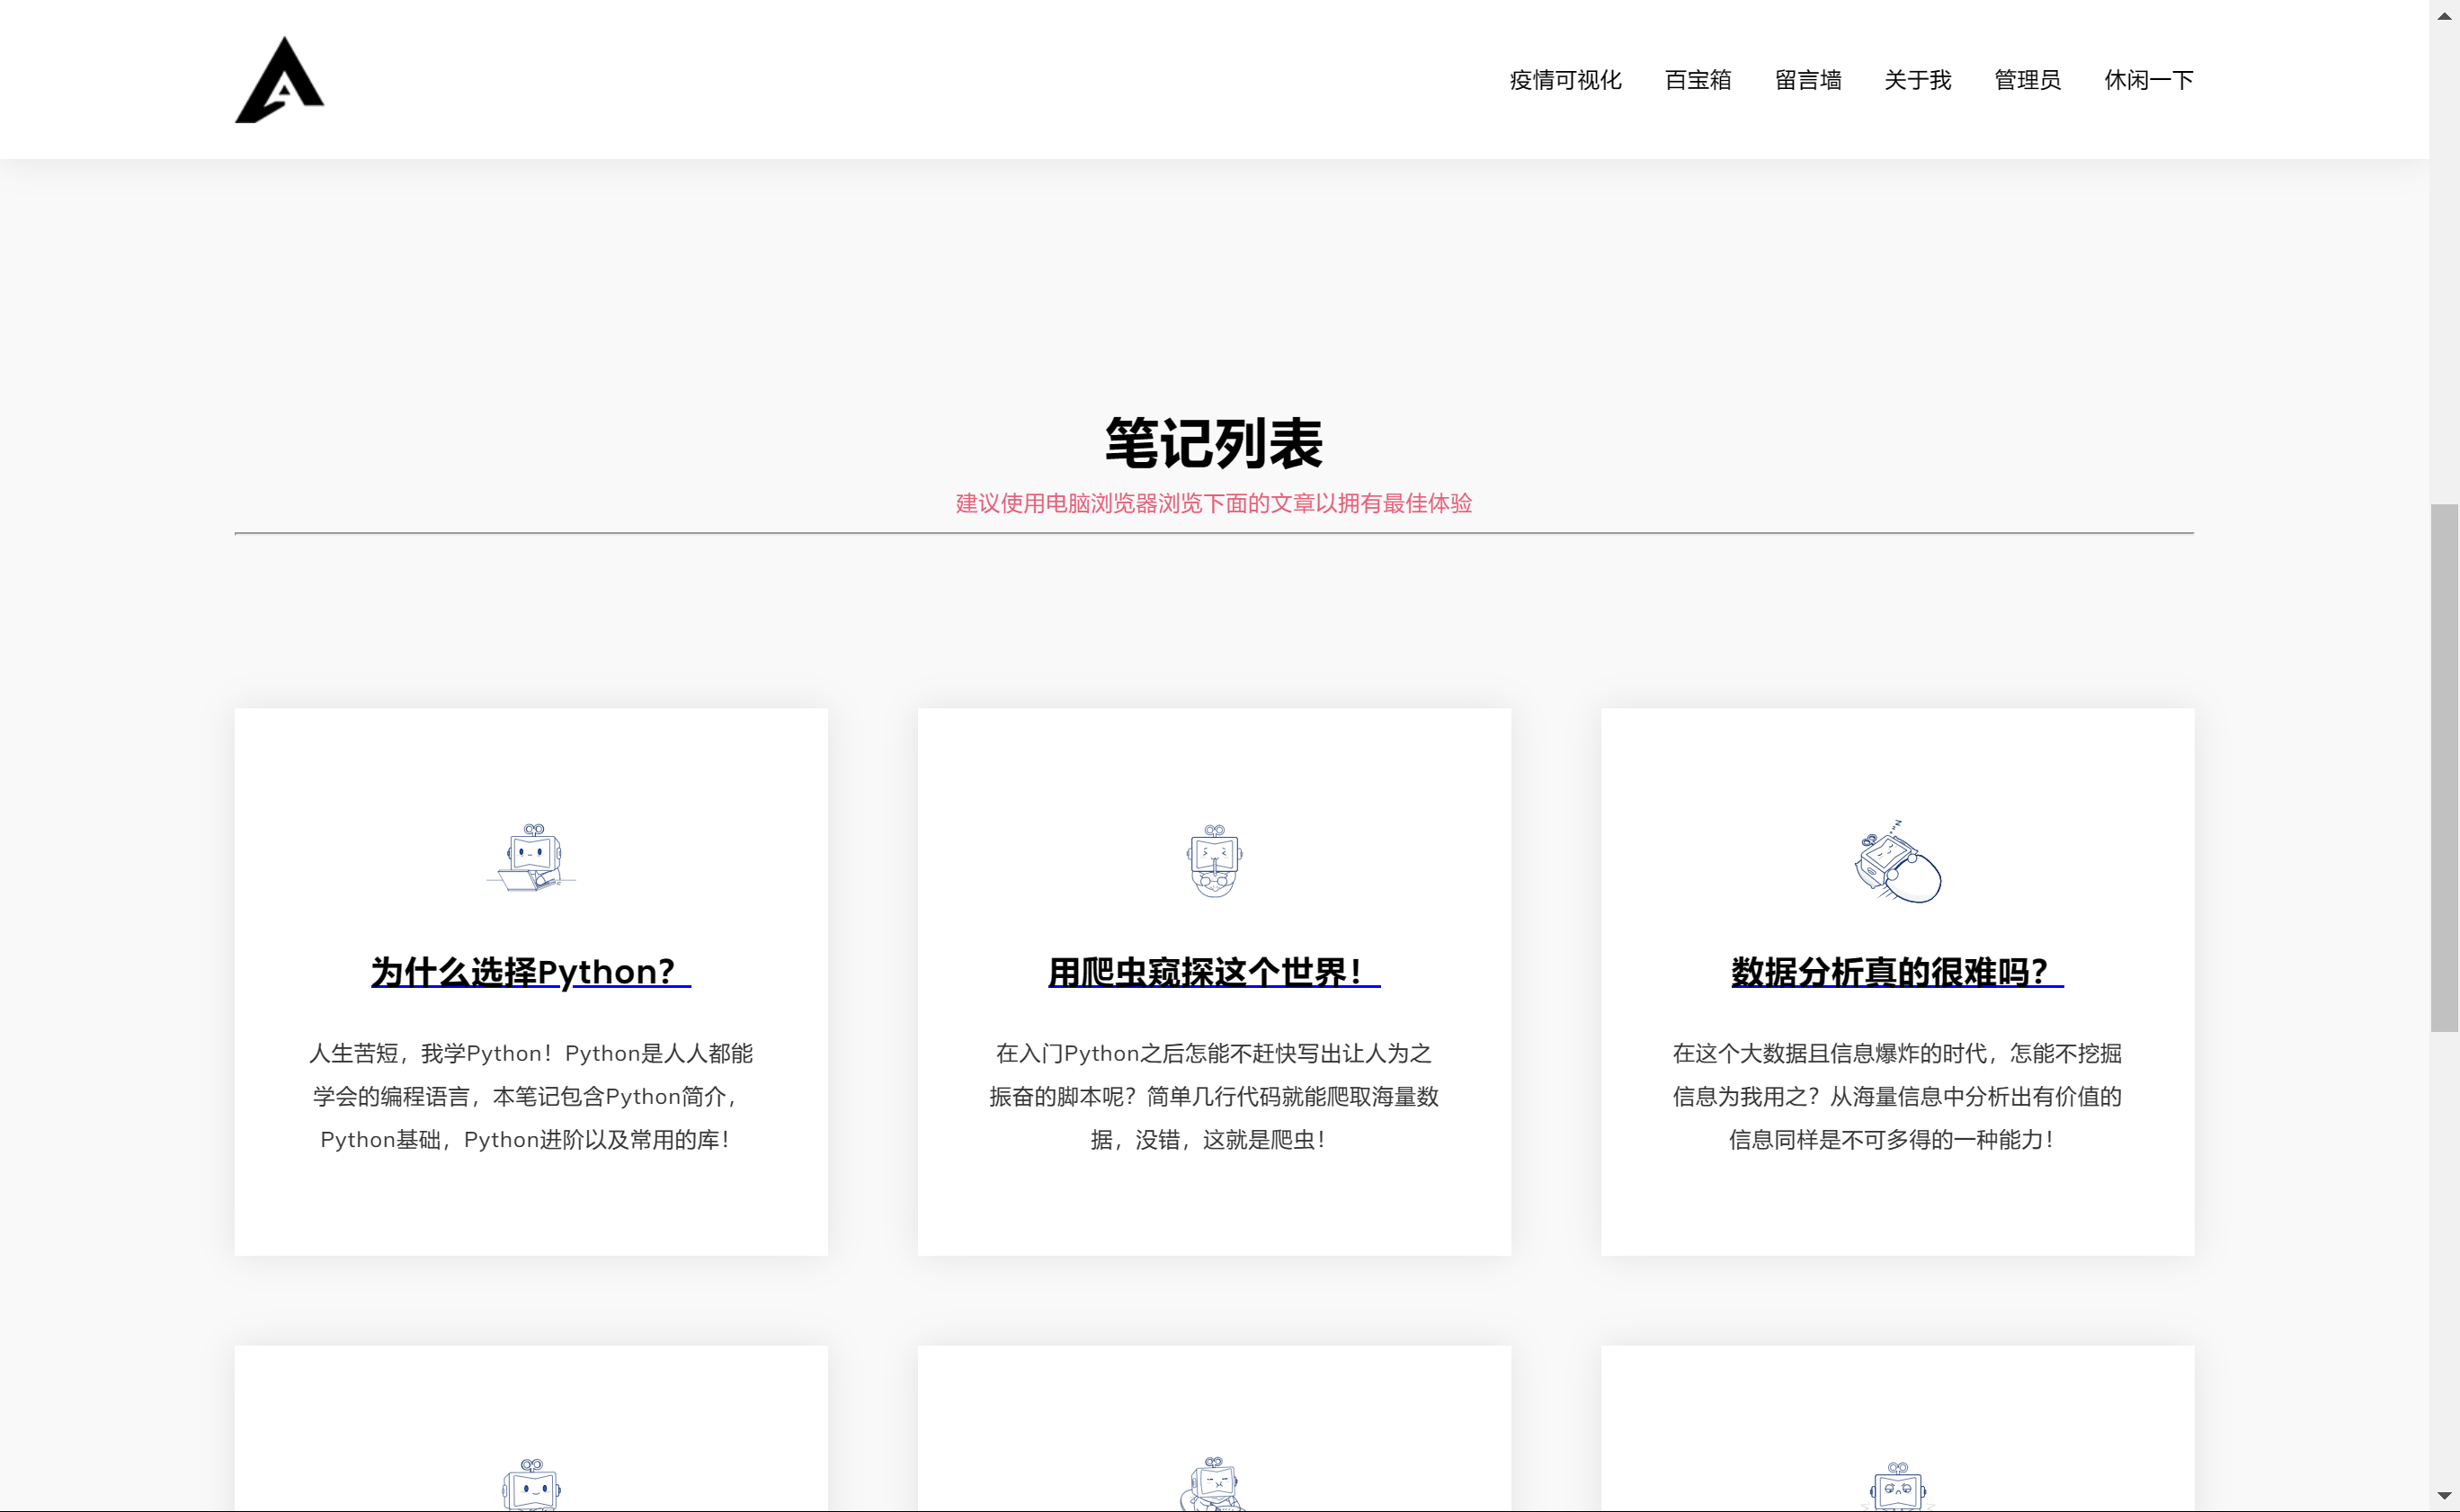 疫情可视化 百宝箱 留言墙 关于我 管理员 休闲一下
笔记列表
建议使用电脑浏览器浏览下面的文章以拥有最佳体验
为什么选择Python？
人生苦短，我学Python！Python是人人都能
学会的编程语言，本笔记包含Python简介，
Python基础，Python进阶以及常用的库！
用爬虫窥探这个世界！
在入门Python之后怎能不赶快写出让人为之
振奋的脚本呢？简单几行代码就能爬取海量数
据，没错，这就是爬虫！
数据分析真的很难吗？
在这个大数据且信息爆炸的时代，怎能不挖掘
信息为我用之？从海量信息中分析出有价值的
信息同样是不可多得的一种能力！